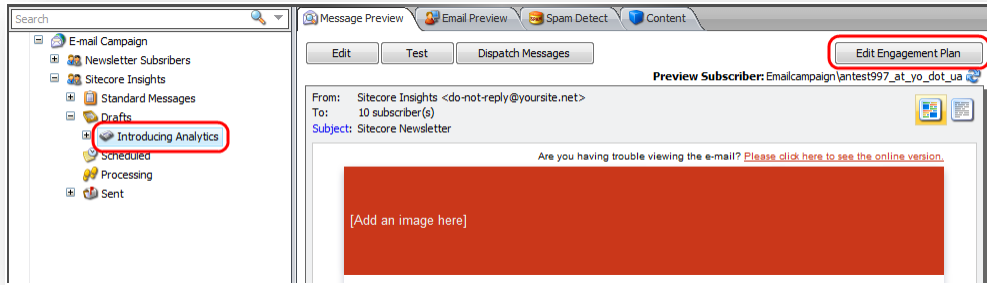 Search
E-mail Campaign
Newsletter Subsribers
Sitecore Insights
Standard Messages
Drafts
Introducing Analytics
Scheduled
Processing
Sent
Message Preview Email Preview Spam Detect Content
Edit Test Dispatch Messages Edit Engagement Plan
Preview Subscriber: Emailcampaign\antest997_at_yo_dot_ua
From: Sitecore Insights <do-not-reply@yoursite.net>
To: 10 subscriber(s)
Subject: Sitecore Newsletter
Are you having trouble viewing the e-mail? Please click here to see the online version.
[Add an image here]